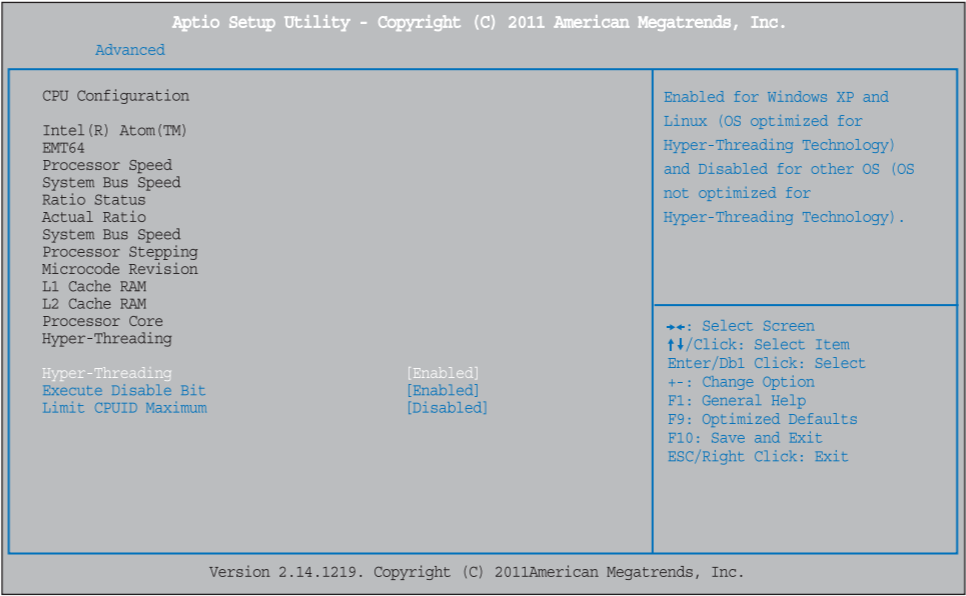 Aptio Setup Utility - Copyright (C) 2011 American Megatrends, Inc.
Advanced
CPU Configuration
Intel(R) Atom(TM)
EMT64
Processor Speed
System Bus Speed
Ratio Status
Actual Ratio
System Bus Speed
Processor Stepping
Microcode Revision
L1 Cache RAM
L2 Cache RAM
Processor Core
Hyper-Threading
Hyper-Threading [Enabled]
Execute Disable Bit [Enabled]
Limit CPUID Maximum [Disabled]
Enabled for Windows XP and
Linux (OS optimized for
Hyper-Threading Technology)
and Disabled for other OS (OS
not optimized for
Hyper-Threading Technology).
→←: Select Screen
↑↓/Click: Select Item
Enter/Dbl Click: Select
+-: Change Option
F1: General Help
F9: Optimized Defaults
F10: Save and Exit
ESC/Right Click: Exit
Version 2.14.1219. Copyright (C) 2011American Megatrends, Inc.